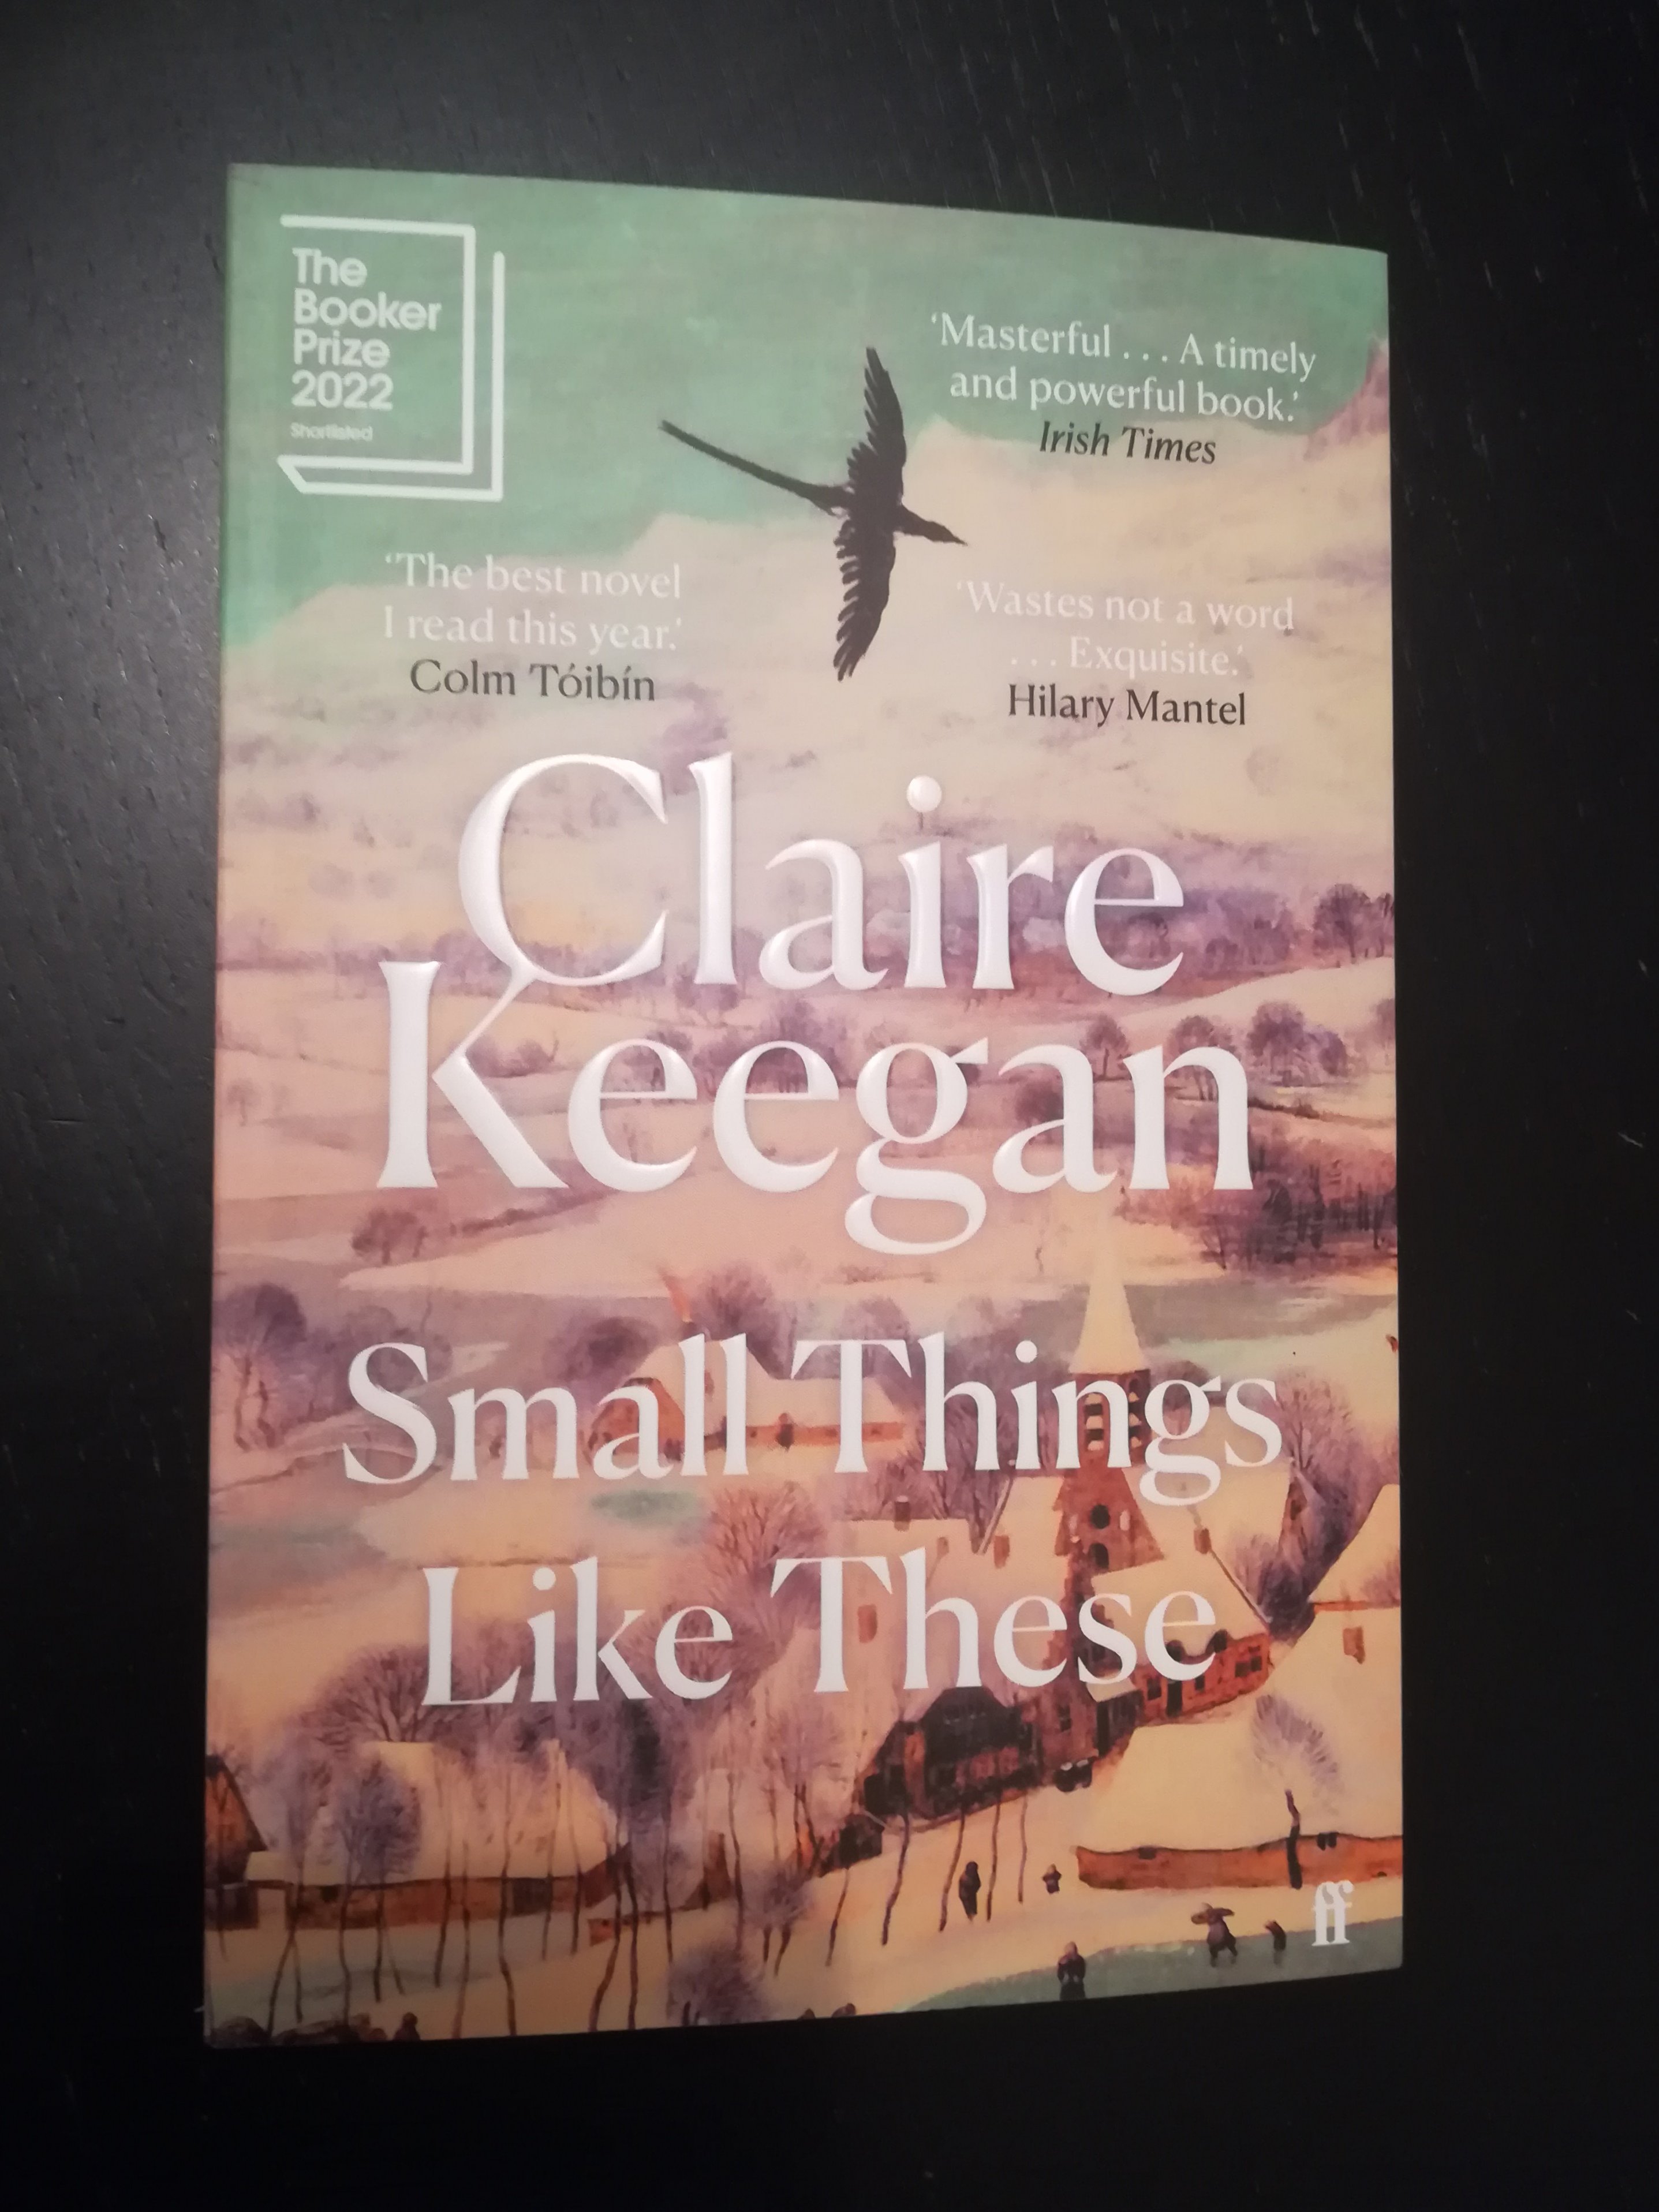 The
Booker
Prize
2022
Shortlisted
‘Masterful . . . A timely
and powerful book.’
Irish Times
‘The best novel
I read this year.’
Colm Tóibín
‘Wastes not a word
. . . Exquisite.’
Hilary Mantel
Claire
Keegan
Small Things
Like These
ff